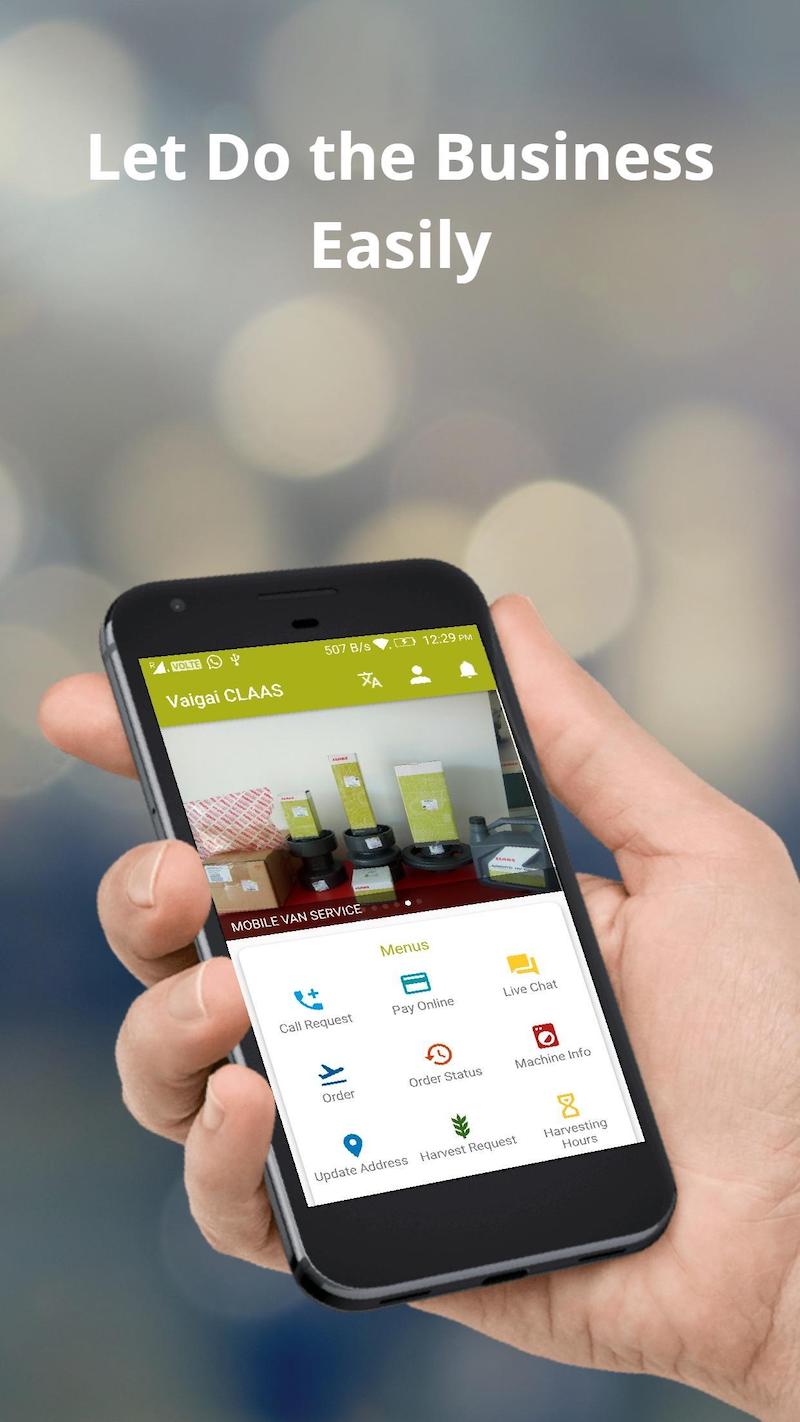 Let Do the Business
Easily
R VOLTE 507 B/s 12:29 PM
Vaigai CLAAS
CLAAS
MOBILE VAN SERVICE
Menus
Call Request
Pay Online
Live Chat
Order
Order Status
Machine Info
Update Address
Harvest Request
Harvesting
Hours